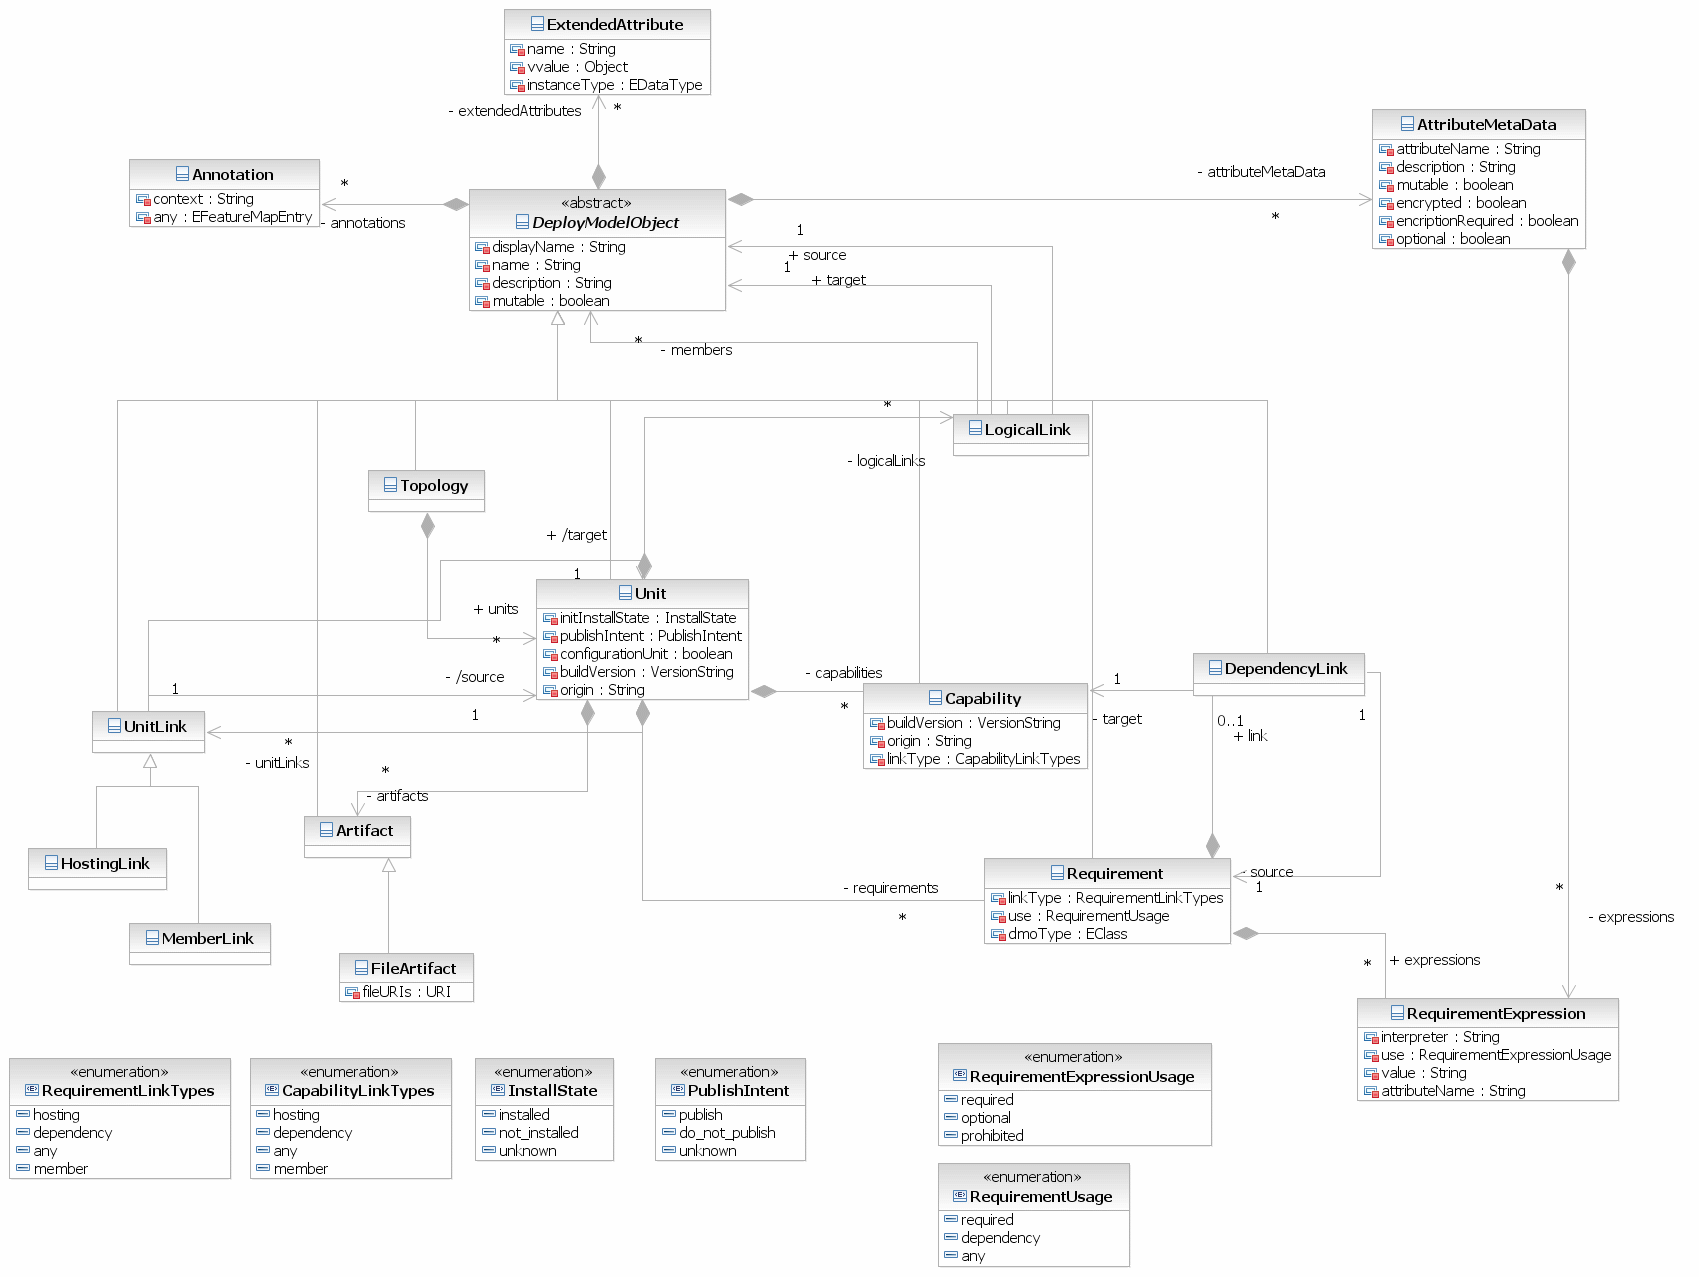 ExtendedAttribute
name : String
vvalue : Object
instanceType : EDataType
- extendedAttributes
*
Annotation
context : String
any : EFeatureMapEntry
*
- annotations
«abstract»
DeployModelObject
displayName : String
name : String
description : String
mutable : boolean
- attributeMetaData
*
AttributeMetaData
attributeName : String
description : String
mutable : boolean
encrypted : boolean
encriptionRequired : boolean
optional : boolean
1
+ source
1
+ target
*
- members
*
LogicalLink
- logicalLinks
Topology
+ /target
1
+ units
*
Unit
initInstallState : InstallState
publishIntent : PublishIntent
configurationUnit : boolean
buildVersion : VersionString
origin : String
- /source
1
1
UnitLink
*
- unitLinks
- capabilities
*
Capability
buildVersion : VersionString
origin : String
linkType : CapabilityLinkTypes
DependencyLink
1
- target
0..1
+ link
1
*
- artifacts
Artifact
HostingLink
MemberLink
FileArtifact
fileURIs : URI
- requirements
*
Requirement
linkType : RequirementLinkTypes
use : RequirementUsage
dmoType : EClass
- source
1
*
- expressions
*
+ expressions
RequirementExpression
interpreter : String
use : RequirementExpressionUsage
value : String
attributeName : String
«enumeration»
RequirementLinkTypes
hosting
dependency
any
member
«enumeration»
CapabilityLinkTypes
hosting
dependency
any
member
«enumeration»
InstallState
installed
not_installed
unknown
«enumeration»
PublishIntent
publish
do_not_publish
unknown
«enumeration»
RequirementExpressionUsage
required
optional
prohibited
«enumeration»
RequirementUsage
required
dependency
any